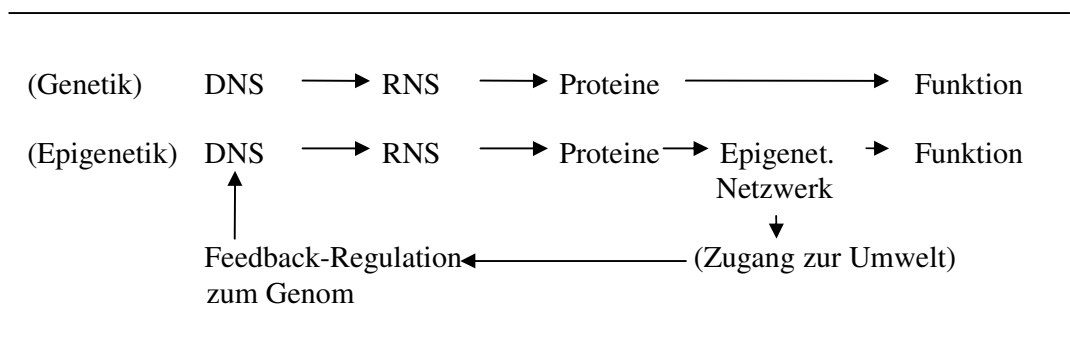 (Genetik) DNS RNS Proteine Funktion
(Epigenetik) DNS RNS Proteine Epigenet. Funktion
Netzwerk
Feedback-Regulation (Zugang zur Umwelt)
zum Genom